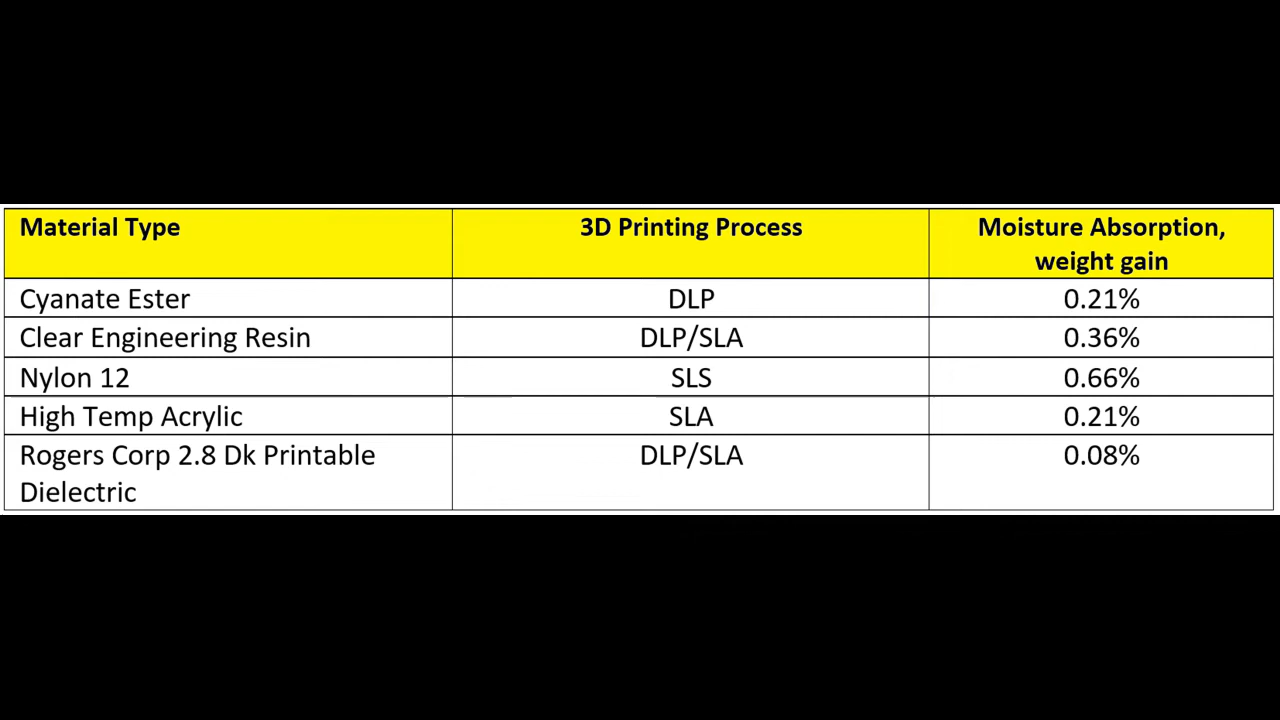 Material Type 3D Printing Process Moisture Absorption,
weight gain
Cyanate Ester DLP 0.21%
Clear Engineering Resin DLP/SLA 0.36%
Nylon 12 SLS 0.66%
High Temp Acrylic SLA 0.21%
Rogers Corp 2.8 Dk Printable DLP/SLA 0.08%
Dielectric